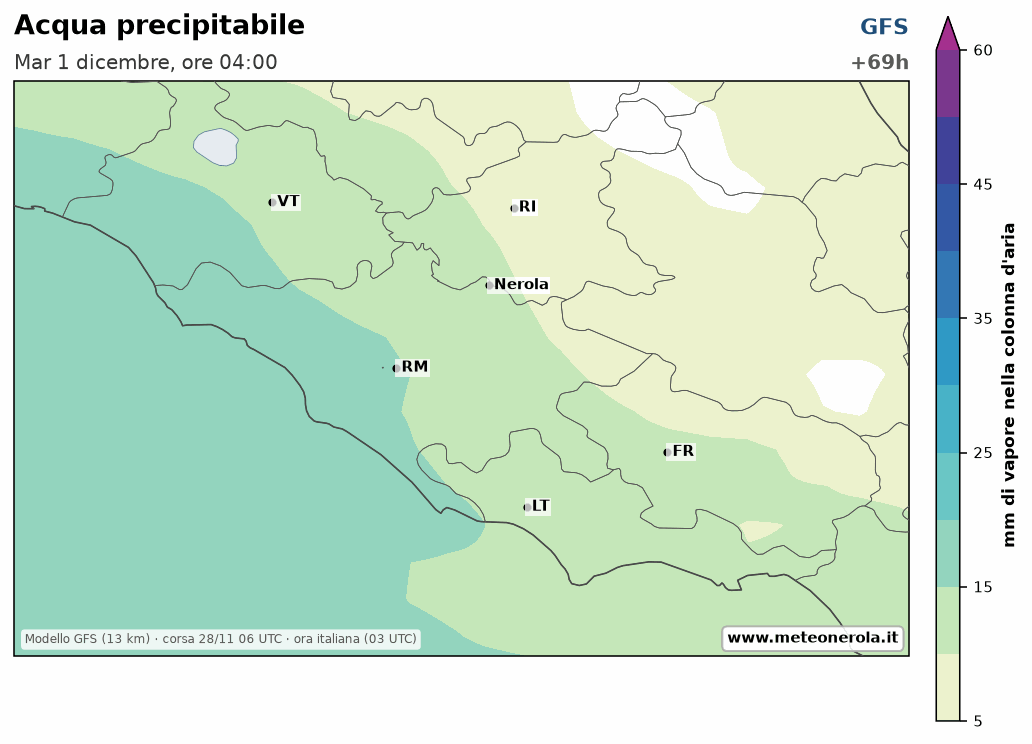 Acqua precipitabile
GFS
Mar 1 dicembre, ore 04:00
+69h
60
45
35
25
15
5
mm di vapore nella colonna d'aria
VT
RI
Nerola
RM
FR
LT
Modello GFS (13 km) · corsa 28/11 06 UTC · ora italiana (03 UTC)
www.meteonerola.it